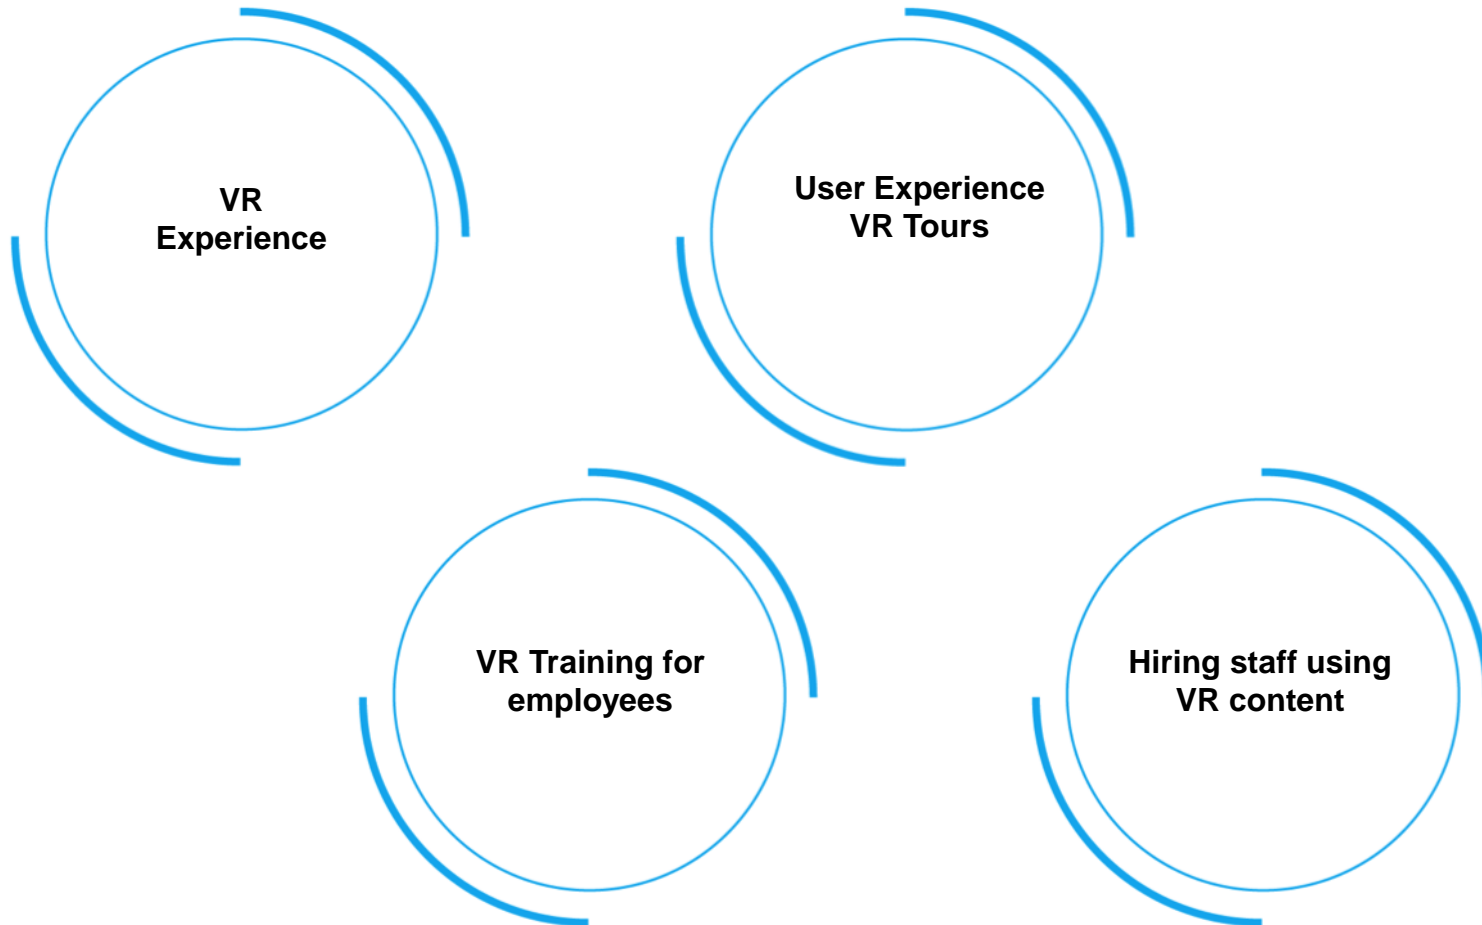 VR
Experience
User Experience
VR Tours
VR Training for
employees
Hiring staff using
VR content